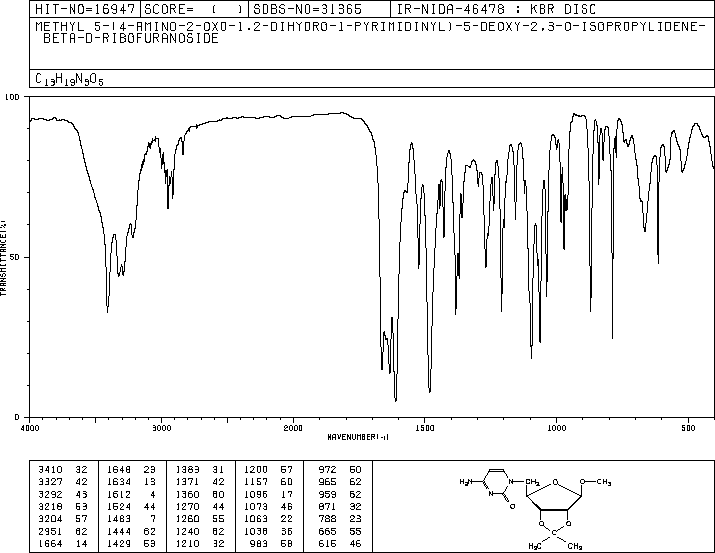 HIT-NO=16947 SCORE= ( ) SDBS-NO=31365 IR-NIDA-46478 : KBR DISC
METHYL 5-(4-AMINO-2-OXO-1,2-DIHYDRO-1-PYRIMIDINYL)-5-DEOXY-2,3-O-ISOPROPYLIDENE-
BETA-D-RIBOFURANOSIDE
C13H19N3O5
100
50
0
TRANSMITTANCE(%)
4000 3000 2000 1500 1000 500
WAVENUMBER(-1)
3410 32 1648 23 1383 31 1200 57 972 50
3327 42 1634 13 1371 42 1157 60 965 62
3292 43 1612 4 1360 60 1096 17 959 62
3218 53 1524 44 1270 44 1073 46 871 32
3204 57 1483 7 1260 55 1063 22 788 23
2951 62 1444 62 1240 62 1038 36 665 55
1664 14 1429 53 1210 32 983 58 615 46
H2N
N
N
O
CH2
O
O
CH3
O
O
C
H3C
CH3